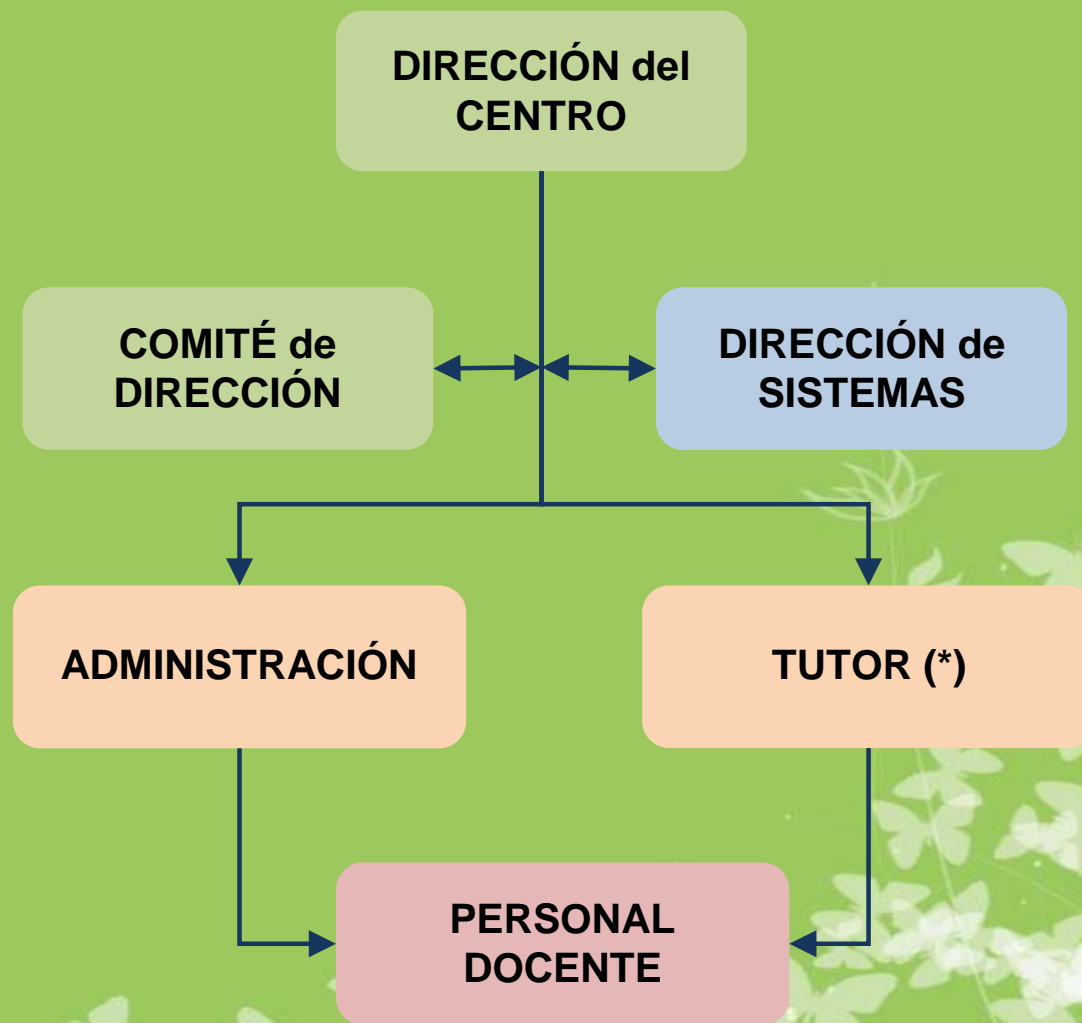 DIRECCIÓN del
CENTRO
COMITÉ de
DIRECCIÓN
DIRECCIÓN de
SISTEMAS
ADMINISTRACIÓN
TUTOR (*)
PERSONAL
DOCENTE